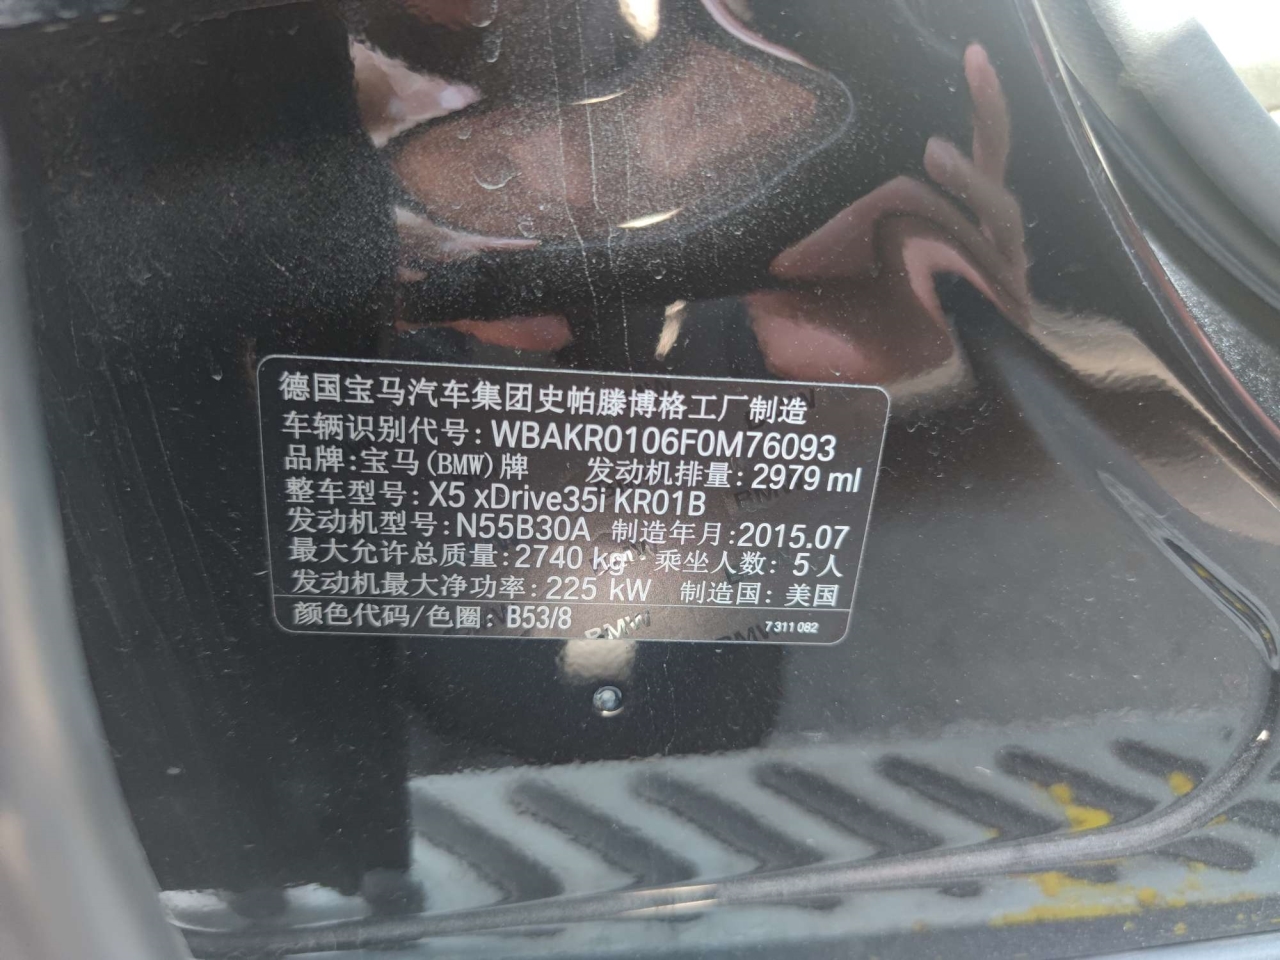 德国宝马汽车集团史帕滕博格工厂制造
车辆识别代号: WBAKR0106F0M76093
品牌:宝马(BMW)牌 发动机排量: 2979 ml
整车型号: X5 xDrive35i KR01B
发动机型号: N55B30A 制造年月:2015.07
最大允许总质量:2740 kg 乘坐人数: 5人
发动机最大净功率: 225 kW 制造国: 美国
颜色代码/色圈: B53/8 7 311 082
BMW